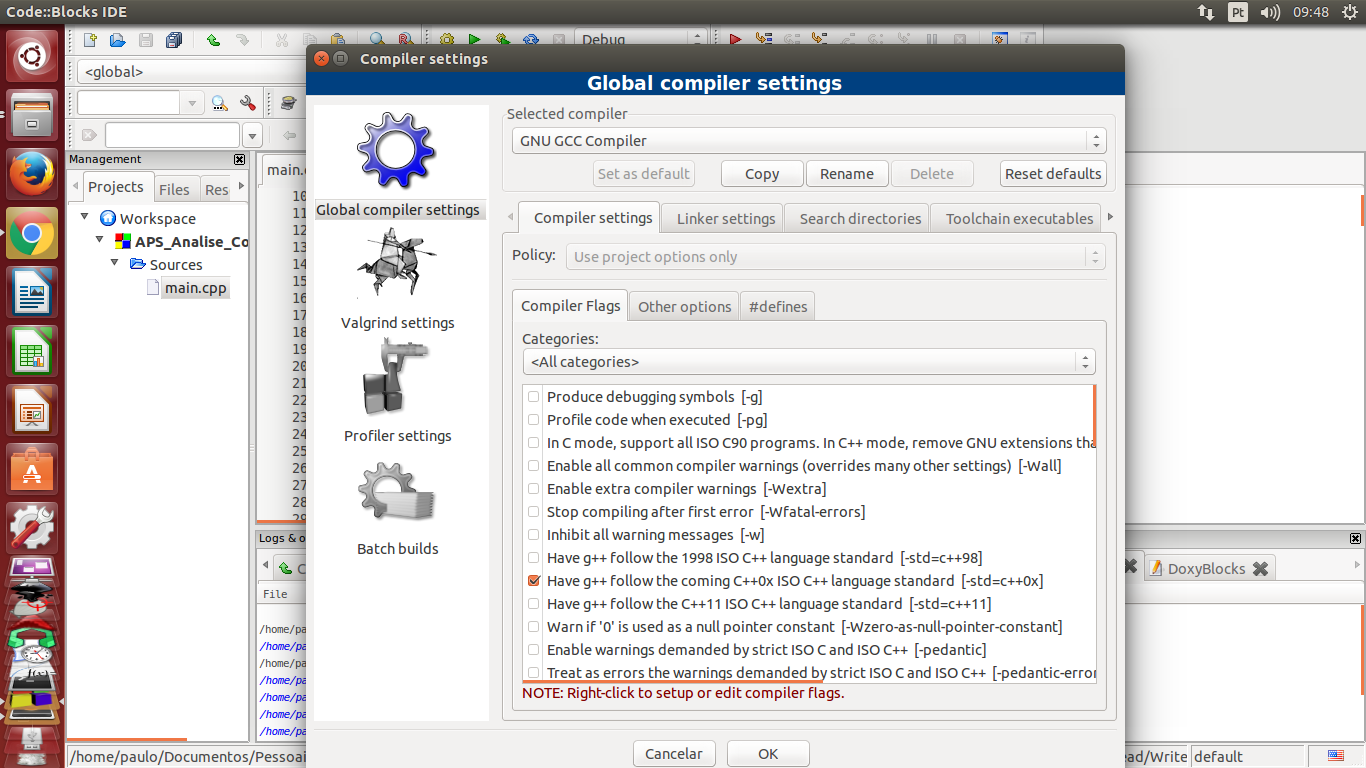 Code::Blocks IDE
Pt
09:48
Debug
<global>
Management
Projects
Files
Res
Workspace
APS_Analise_Co
Sources
main.cpp
main.c
10
11
12
13
14
15
16
17
18
19
20
21
22
23
24
25
26
27
28
29
Compiler settings
Global compiler settings
Global compiler settings
Valgrind settings
Profiler settings
Batch builds
Selected compiler
GNU GCC Compiler
Set as default
Copy
Rename
Delete
Reset defaults
Compiler settings
Linker settings
Search directories
Toolchain executables
Policy:
Use project options only
Compiler Flags
Other options
#defines
Categories:
<All categories>
Produce debugging symbols [-g]
Profile code when executed [-pg]
In C mode, support all ISO C90 programs. In C++ mode, remove GNU extensions tha
Enable all common compiler warnings (overrides many other settings) [-Wall]
Enable extra compiler warnings [-Wextra]
Stop compiling after first error [-Wfatal-errors]
Inhibit all warning messages [-w]
Have g++ follow the 1998 ISO C++ language standard [-std=c++98]
Have g++ follow the coming C++0x ISO C++ language standard [-std=c++0x]
Have g++ follow the C++11 ISO C++ language standard [-std=c++11]
Warn if '0' is used as a null pointer constant [-Wzero-as-null-pointer-constant]
Enable warnings demanded by strict ISO C and ISO C++ [-pedantic]
Treat as errors the warnings demanded by strict ISO C and ISO C++ [-pedantic-error
NOTE: Right-click to setup or edit compiler flags.
Cancelar
OK
Logs & o
C
File
/home/pa
/home/pa
/home/pa
/home/pa
/home/pa
/home/pa
/home/pa
DoxyBlocks
/home/paulo/Documentos/Pessoai
ead/Write
default